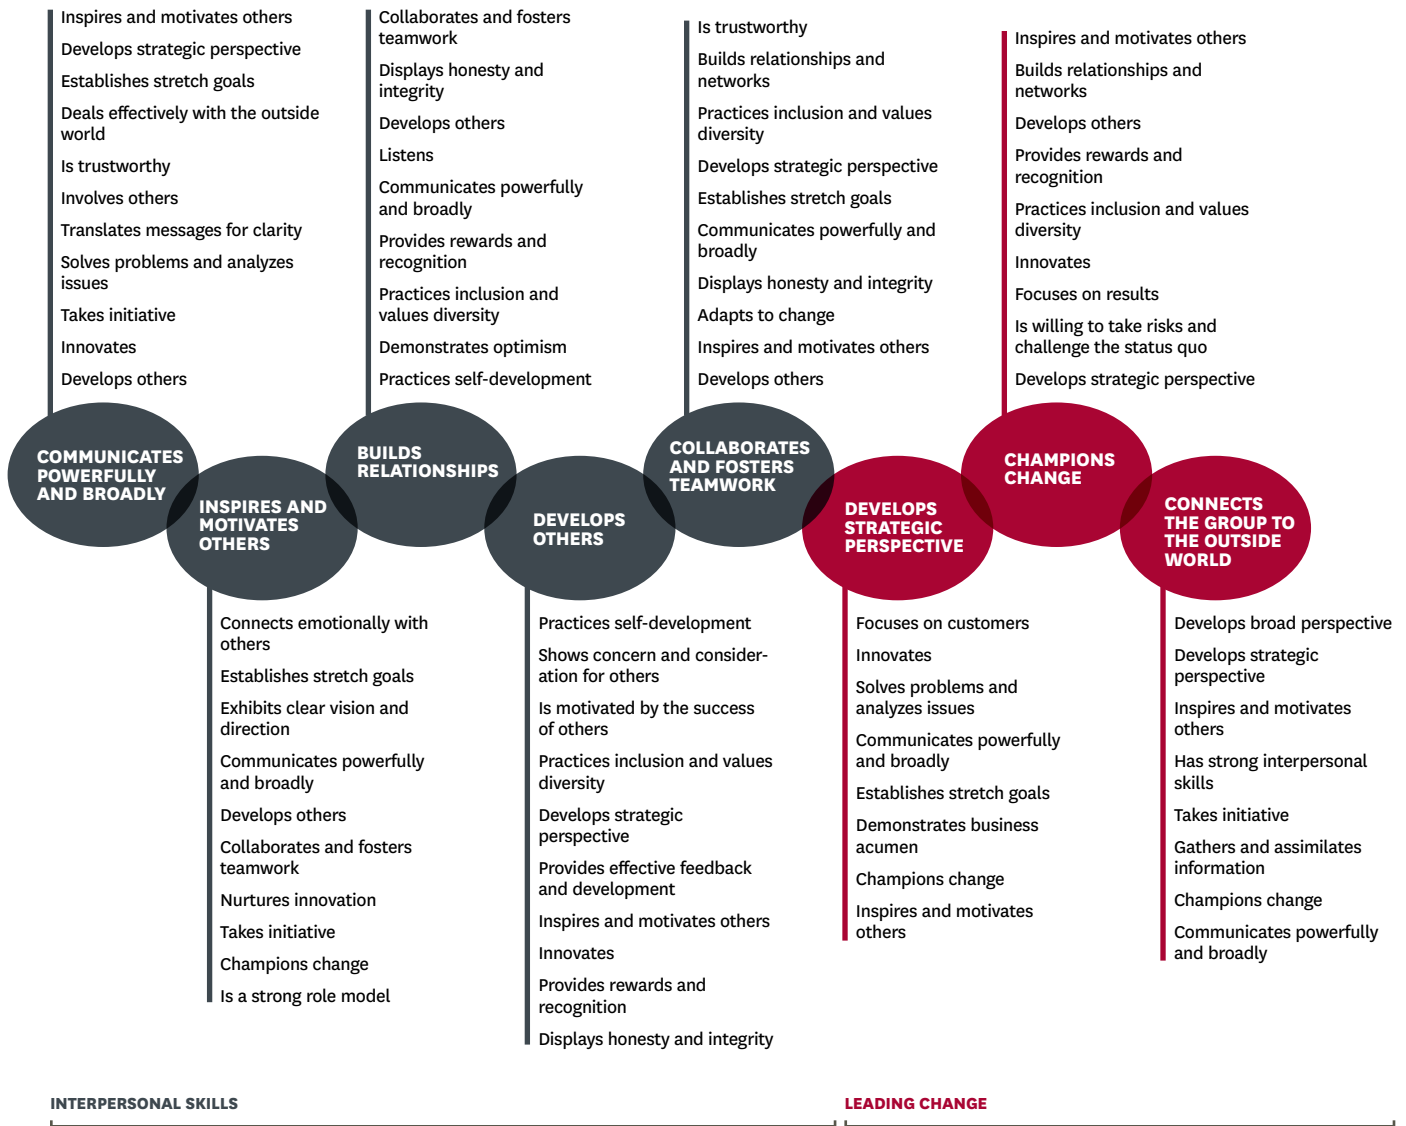 Inspires and motivates others
Develops strategic perspective
Establishes stretch goals
Deals effectively with the outside
world
Is trustworthy
Involves others
Translates messages for clarity
Solves problems and analyzes
issues
Takes initiative
Innovates
Develops others
COMMUNICATES
POWERFULLY
AND BROADLY
INSPIRES AND
MOTIVATES
OTHERS
Connects emotionally with
others
Establishes stretch goals
Exhibits clear vision and
direction
Communicates powerfully
and broadly
Develops others
Collaborates and fosters
teamwork
Nurtures innovation
Takes initiative
Champions change
Is a strong role model
Collaborates and fosters
teamwork
Displays honesty and
integrity
Develops others
Listens
Communicates powerfully
and broadly
Provides rewards and
recognition
Practices inclusion and
values diversity
Demonstrates optimism
Practices self-development
BUILDS
RELATIONSHIPS
DEVELOPS
OTHERS
Practices self-development
Shows concern and consider-
ation for others
Is motivated by the success
of others
Practices inclusion and values
diversity
Develops strategic
perspective
Provides effective feedback
and development
Inspires and motivates others
Innovates
Provides rewards and
recognition
Displays honesty and integrity
Is trustworthy
Builds relationships and
networks
Practices inclusion and values
diversity
Develops strategic perspective
Establishes stretch goals
Communicates powerfully and
broadly
Displays honesty and integrity
Adapts to change
Inspires and motivates others
Develops others
COLLABORATES
AND FOSTERS
TEAMWORK
DEVELOPS
STRATEGIC
PERSPECTIVE
Focuses on customers
Innovates
Solves problems and
analyzes issues
Communicates powerfully
and broadly
Establishes stretch goals
Demonstrates business
acumen
Champions change
Inspires and motivates
others
Inspires and motivates others
Builds relationships and
networks
Develops others
Provides rewards and
recognition
Practices inclusion and values
diversity
Innovates
Focuses on results
Is willing to take risks and
challenge the status quo
Develops strategic perspective
CHAMPIONS
CHANGE
CONNECTS
THE GROUP TO
THE OUTSIDE
WORLD
Develops broad perspective
Develops strategic
perspective
Inspires and motivates
others
Has strong interpersonal
skills
Takes initiative
Gathers and assimilates
information
Champions change
Communicates powerfully
and broadly
INTERPERSONAL SKILLS
LEADING CHANGE